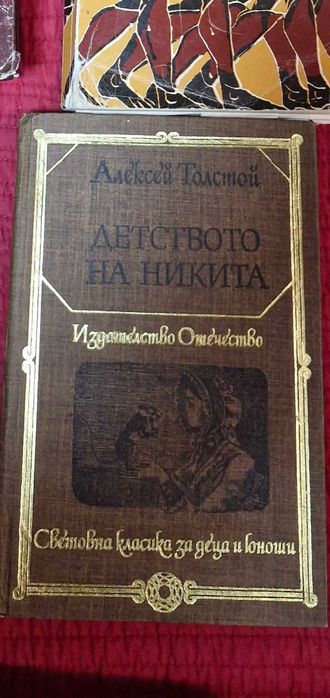 Алексей Толстой
ДЕТСТВОТО
НА НИКИТА
Издателство Отечество
Световна класика за деца и юноши